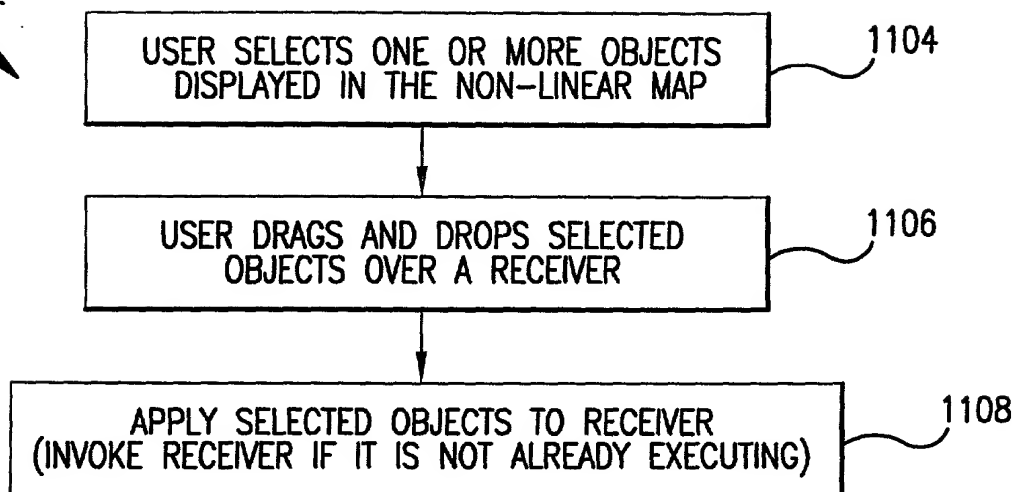 USER SELECTS ONE OR MORE OBJECTS
DISPLAYED IN THE NON-LINEAR MAP
1104
USER DRAGS AND DROPS SELECTED
OBJECTS OVER A RECEIVER
1106
APPLY SELECTED OBJECTS TO RECEIVER
(INVOKE RECEIVER IF IT IS NOT ALREADY EXECUTING)
1108